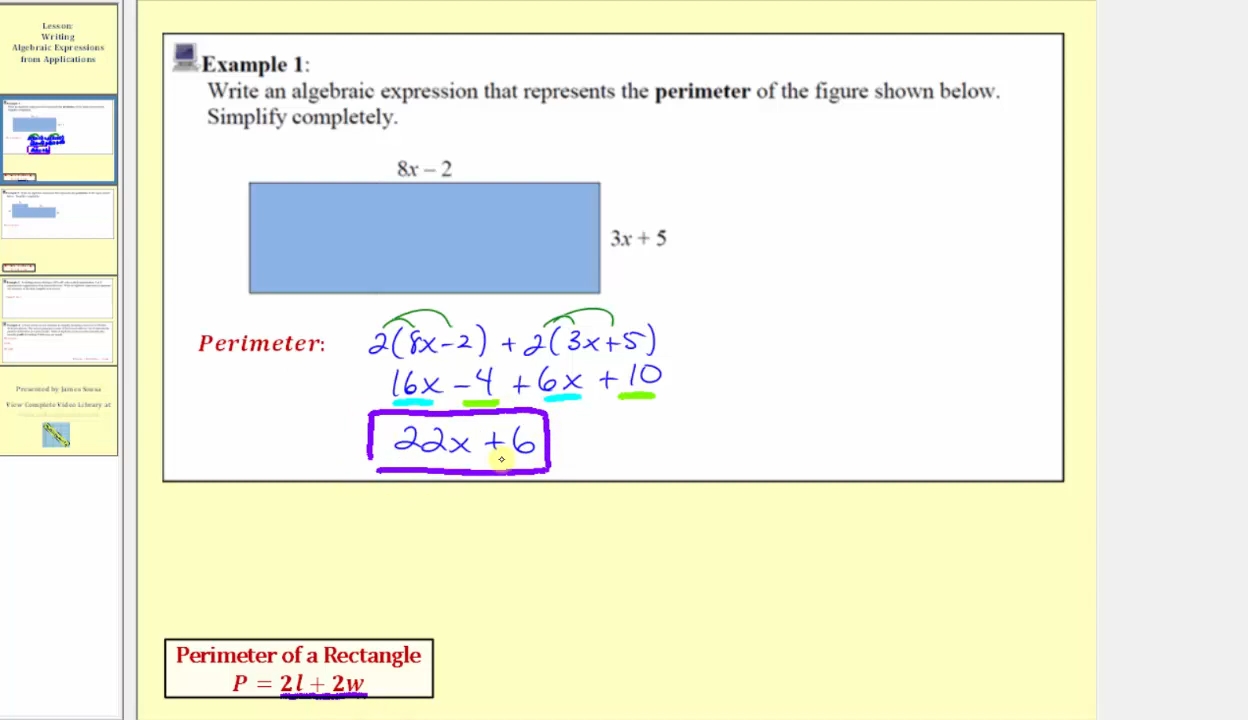 Lesson:
Writing
Algebraic Expressions
from Applications
Presented by James Sousa
View Complete Video Library at
Example 1:
Write an algebraic expression that represents the perimeter of the figure shown below.
Simplify completely.
8x – 2
3x + 5
Perimeter: 2(8x-2) + 2(3x+5)
16x - 4 + 6x + 10
22x + 6
Perimeter of a Rectangle
P = 2l + 2w